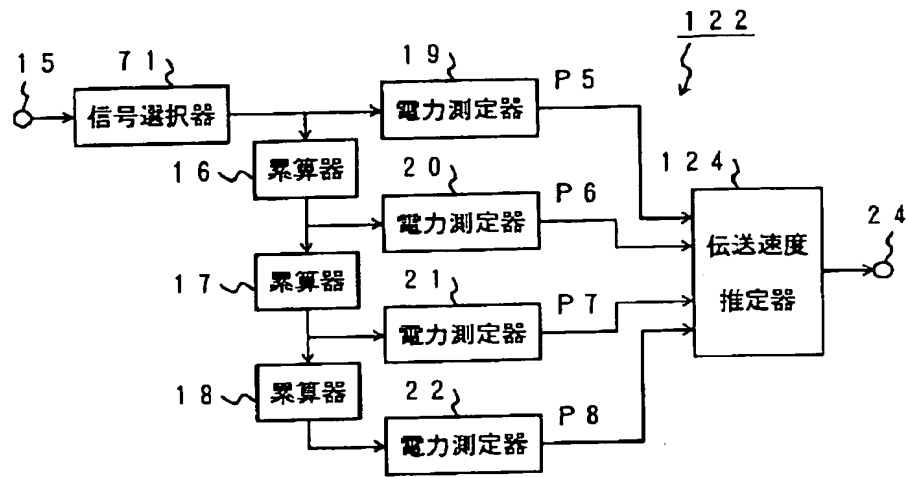 122
15
71
19
P5
信号選択器
電力測定器
16
累算器
20
P6
124
24
電力測定器
伝送速度
推定器
17
累算器
21
P7
電力測定器
18
累算器
22
P8
電力測定器